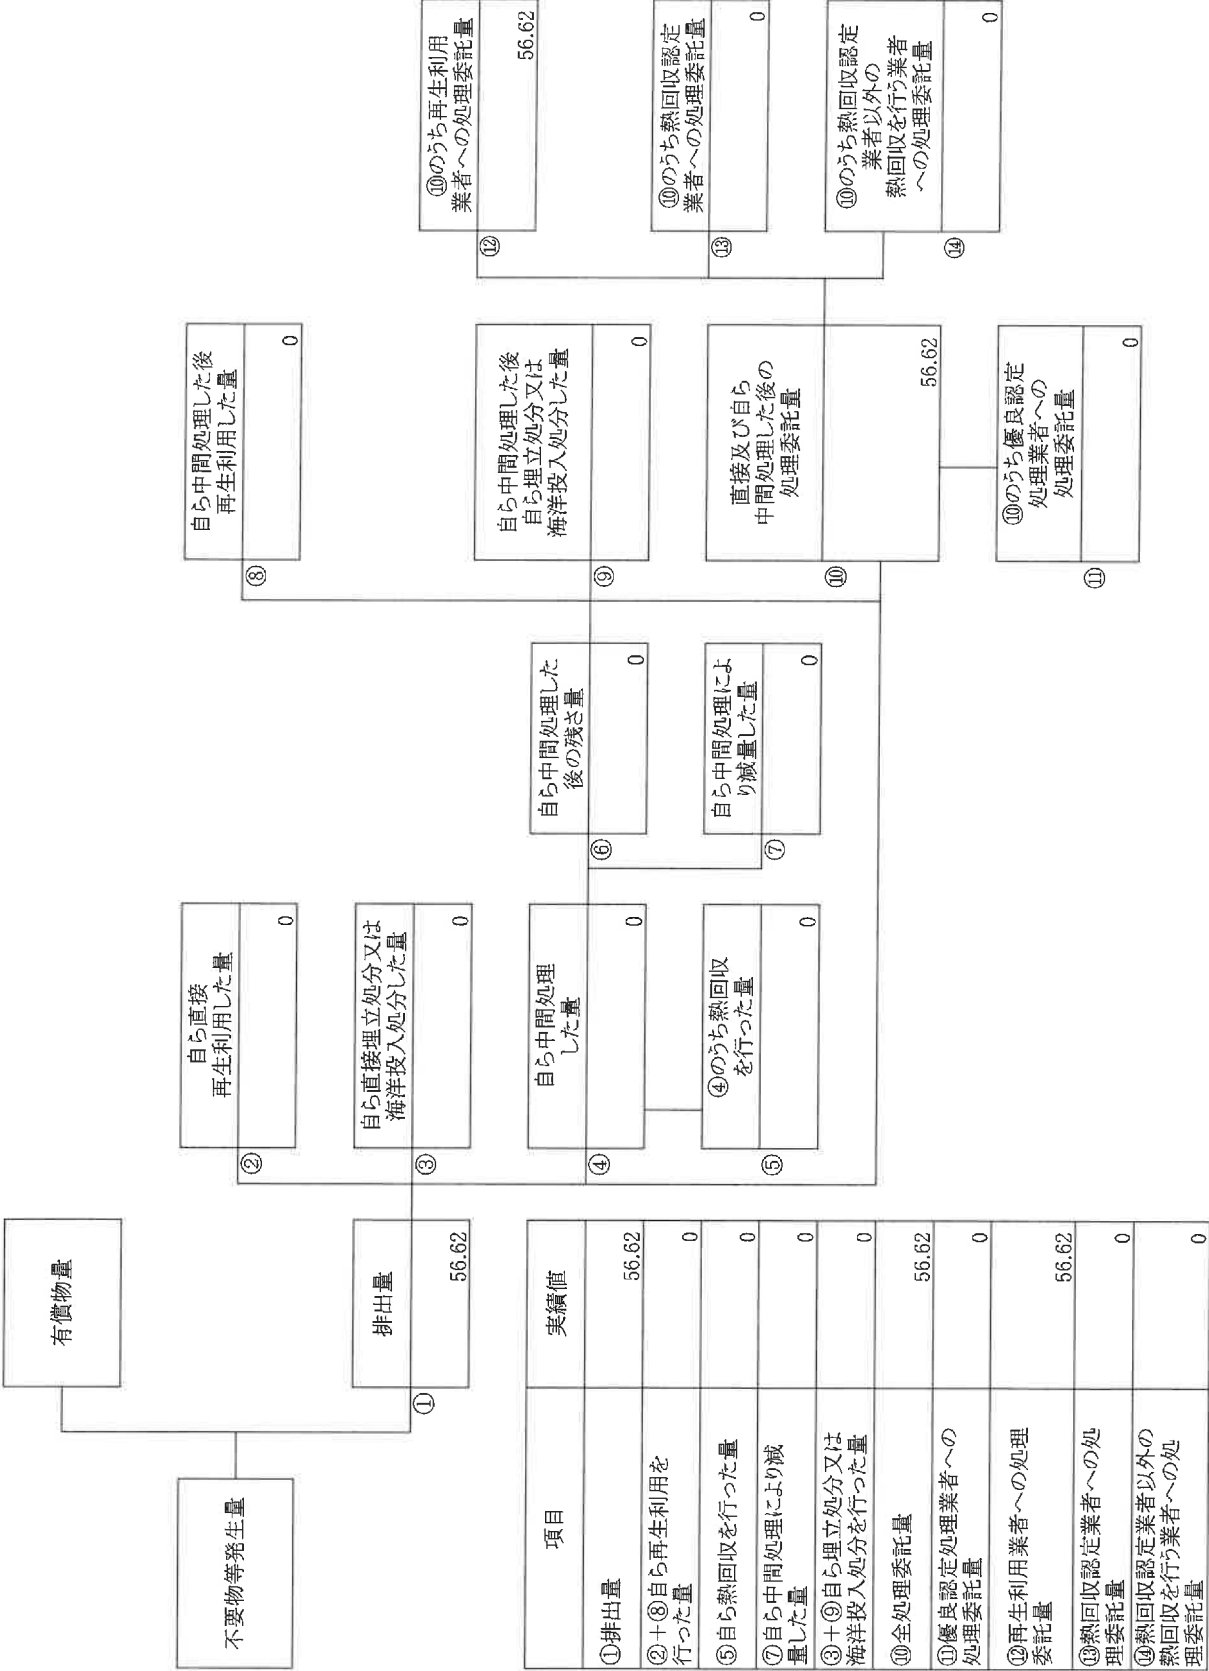 不要物等発生量
有償物量
排出量
①
56.62
自ら直接
再生利用した量
②
0
自ら直接埋立処分又は
海洋投入処分した量
③
0
自ら中間処理
した量
④
0
④のうち熱回収
を行った量
⑤
0
自ら中間処理した
後の残さ量
⑥
0
自ら中間処理によ
り減量した量
⑦
0
自ら中間処理した後
再生利用した量
⑧
0
自ら中間処理した後
自ら埋立処分又は
海洋投入処分した量
⑨
0
直接及び自ら
中間処理した後の
処理委託量
⑩
56.62
⑩のうち優良認定
処理業者への
処理委託量
⑪
0
⑩のうち再生利用
業者への処理委託量
⑫
56.62
⑩のうち熱回収認定
業者への処理委託量
⑬
0
⑩のうち熱回収認定
業者以外の
熱回収を行う業者
への処理委託量
⑭
0
項目 実績値
①排出量 56.62
②+⑧自ら再生利用を
行った量 0
⑤自ら熱回収を行った量 0
⑦自ら中間処理により減
量した量 0
③+⑨自ら埋立処分又は
海洋投入処分を行った量 0
⑩全処理委託量 56.62
⑪優良認定処理業者への
処理委託量 0
⑫再生利用業者への処理
委託量 56.62
⑬熱回収認定業者への処
理委託量 0
⑭熱回収認定業者以外の
熱回収を行う業者への処
理委託量 0